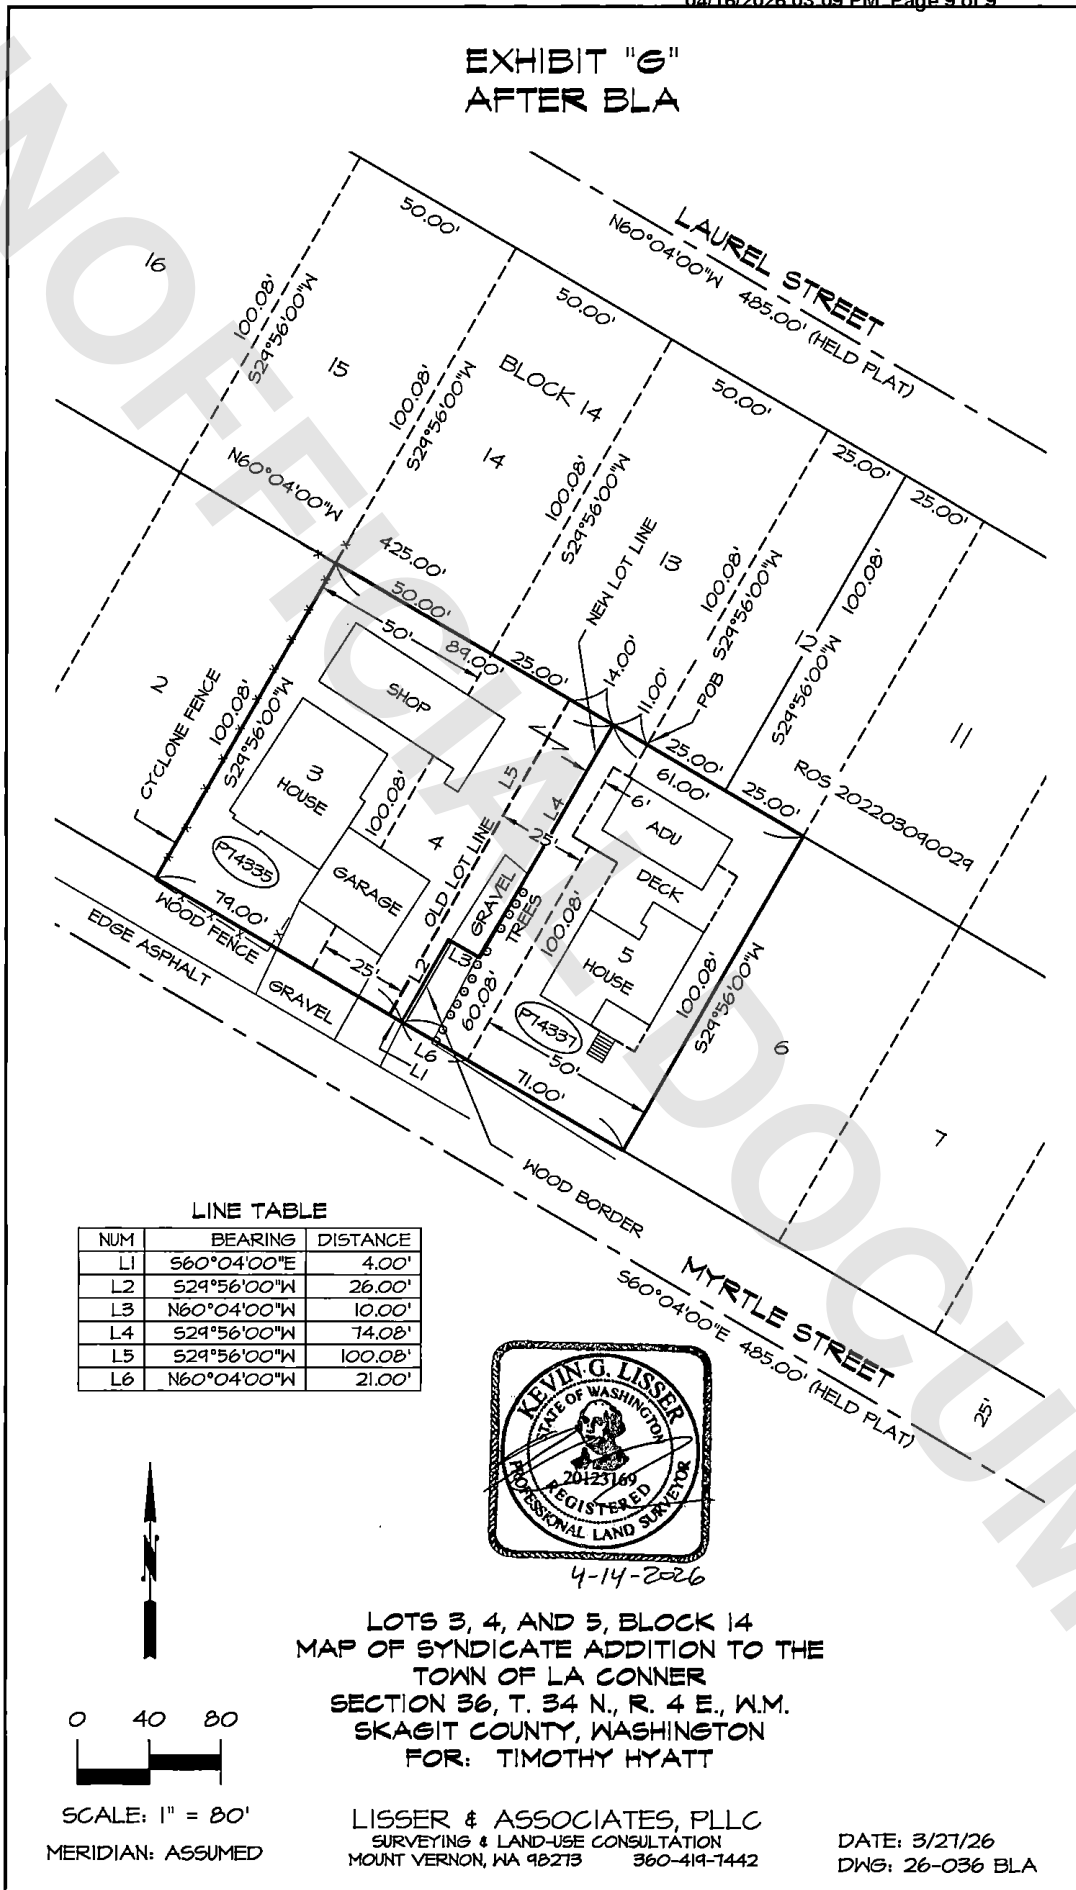 04/16/2026 03:09 PM Page 9 of 9
EXHIBIT "G"
AFTER BLA
UNOFFICIAL DOCUMENT
LAUREL STREET
N60°04'00"W 485.00' (HELD PLAT)
50.00'
50.00'
50.00'
25.00'
25.00'
16
15
BLOCK 14
14
13
12
11
100.08'
S29°56'00"W
100.08'
S29°56'00"W
100.08'
S29°56'00"W
100.08'
S29°56'00"W
100.08'
S29°56'00"W
N60°04'00"W
425.00'
50.00'
50'
89.00'
25.00'
NEW LOT LINE
14.00'
11.00'
POB
25.00'
61.00'
25.00'
ROS 202203090029
2
CYCLONE FENCE
100.08'
S29°56'00"W
SHOP
3
HOUSE
100.08'
4
L5
L4
25'
6'
ADU
DECK
OLD LOT LINE
GRAVEL
TREES
100.08'
P74335
GARAGE
79.00'
WOOD FENCE
EDGE ASPHALT
GRAVEL
25'
L2
L3
60.08'
5
HOUSE
P74337
100.08'
S29°56'00"W
6
7
L6
L1
50'
71.00'
WOOD BORDER
MYRTLE STREET
S60°04'00"E 485.00' (HELD PLAT)
25'
LINE TABLE
NUM BEARING DISTANCE
L1 S60°04'00"E 4.00'
L2 S29°56'00"W 26.00'
L3 N60°04'00"W 10.00'
L4 S29°56'00"W 74.08'
L5 S29°56'00"W 100.08'
L6 N60°04'00"W 21.00'
KEVIN G. LISSER
STATE OF WASHINGTON
20123169
REGISTERED
PROFESSIONAL LAND SURVEYOR
4-14-2026
N
LOTS 3, 4, AND 5, BLOCK 14
MAP OF SYNDICATE ADDITION TO THE
TOWN OF LA CONNER
SECTION 36, T. 34 N., R. 4 E., W.M.
SKAGIT COUNTY, WASHINGTON
FOR: TIMOTHY HYATT
0 40 80
SCALE: 1" = 80'
MERIDIAN: ASSUMED
LISSER & ASSOCIATES, PLLC
SURVEYING & LAND-USE CONSULTATION
MOUNT VERNON, WA 98273 360-419-7442
DATE: 3/27/26
DWG: 26-036 BLA